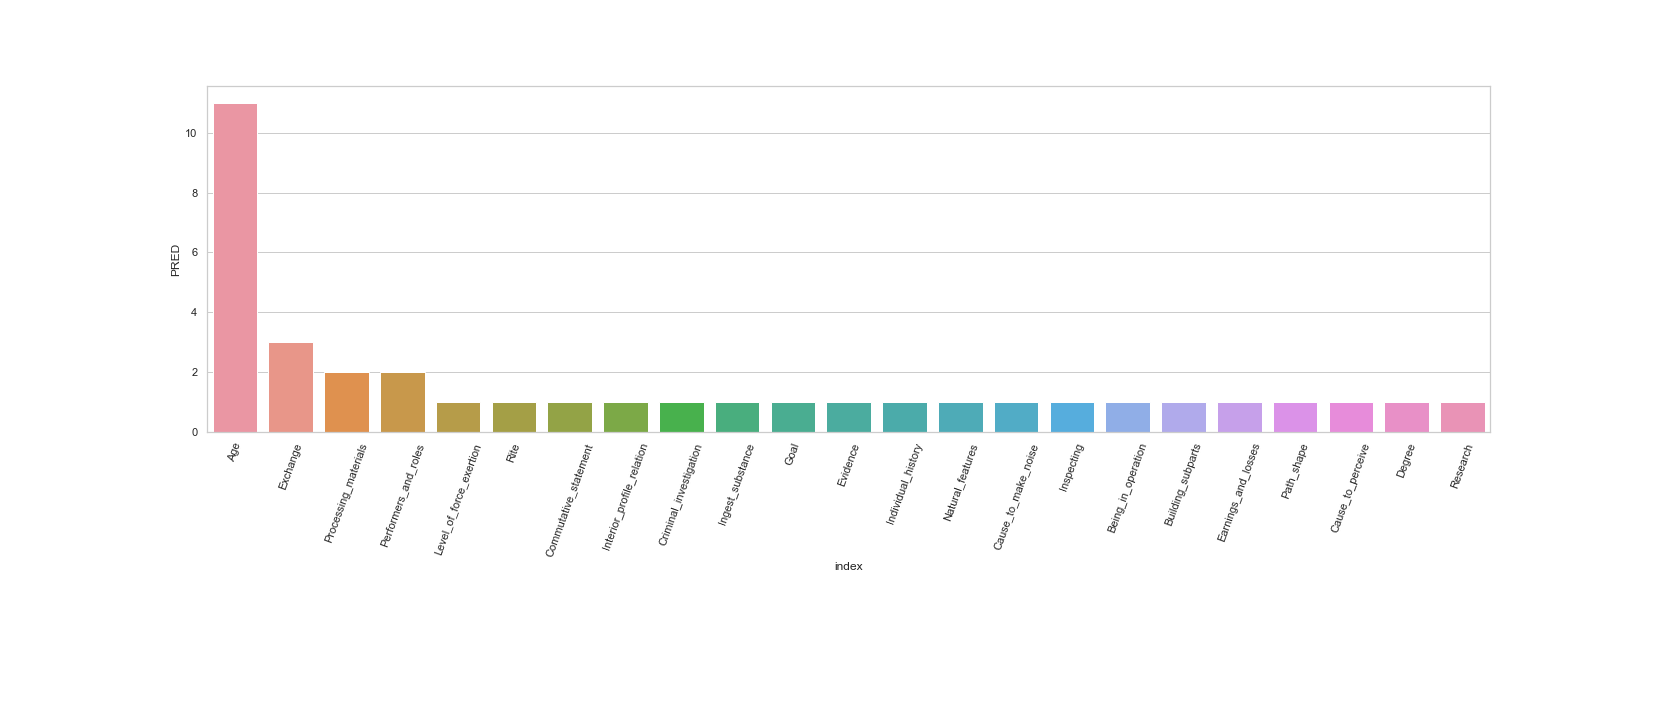 10
8
6
4
2
0
PRED
Age
Exchange
Processing_materials
Performers_and_roles
Level_of_force_exertion
Rite
Commutative_statement
Interior_profile_relation
Criminal_investigation
Ingest_substance
Goal
Evidence
Individual_history
Natural_features
Cause_to_make_noise
Inspecting
Being_in_operation
Building_subparts
Earnings_and_losses
Path_shape
Cause_to_perceive
Degree
Research
index